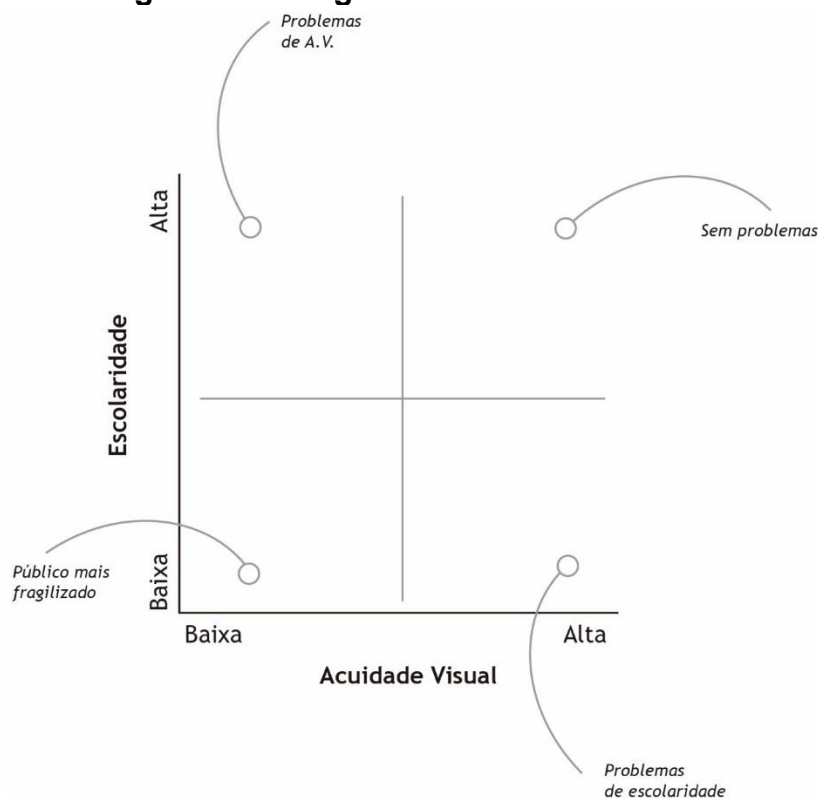 Problemas
de A.V.
Alta
Sem problemas
Escolaridade
Público mais
fragilizado
Baixa
Baixa
Alta
Acuidade Visual
Problemas
de escolaridade